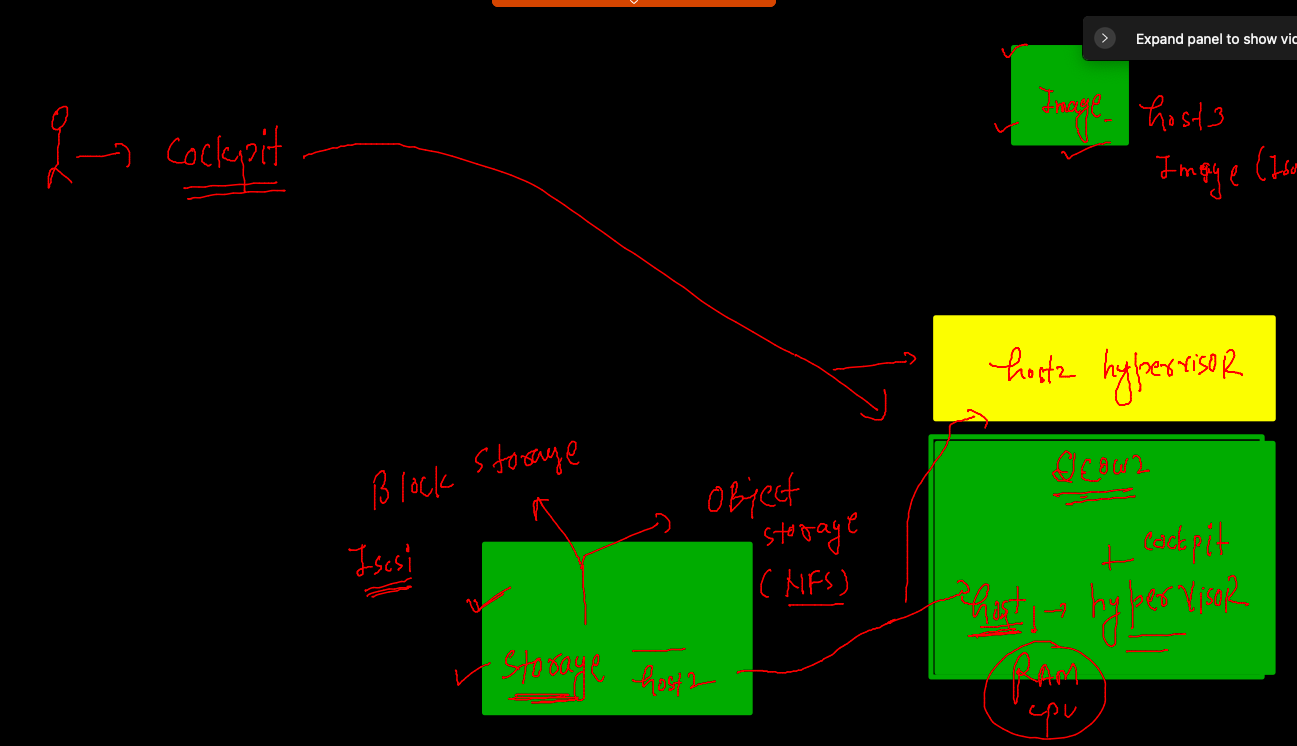 Expand panel to show vid
Image
host3
Image (Iso
Cockpit
host2 hypervisoR
Block storage
Iscsi
Object
storage
(NFS)
Qcow2
+ cockpit
host1 → hypervisoR
storage
host2
RAM
cpu